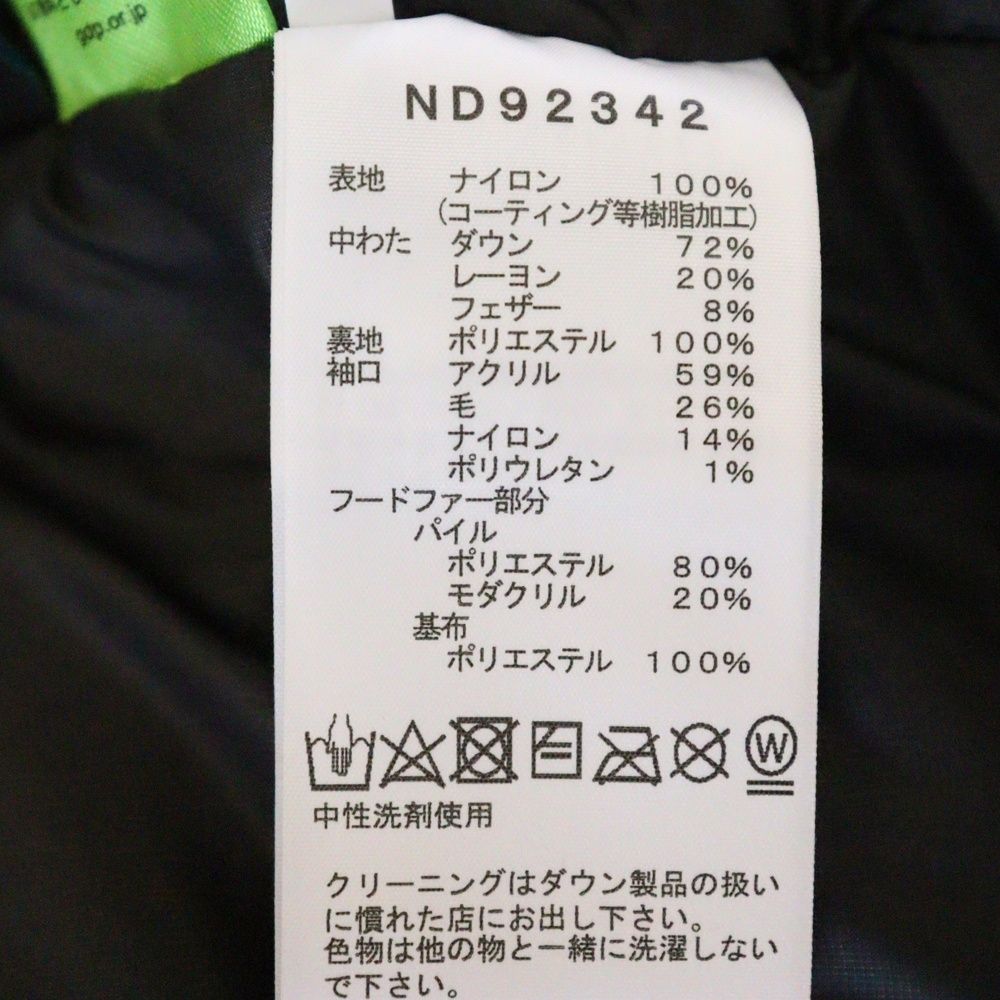 gdp.or.jp
ND92342
表地 ナイロン 100%
(コーティング等樹脂加工)
中わた ダウン 72%
レーヨン 20%
フェザー 8%
裏地 ポリエステル 100%
袖口 アクリル 59%
毛 26%
ナイロン 14%
ポリウレタン 1%
フードファー部分
パイル
ポリエステル 80%
モダクリル 20%
基布
ポリエステル 100%
W
中性洗剤使用
クリーニングはダウン製品の扱い
に慣れた店にお出し下さい。
色物は他の物と一緒に洗濯しない
で下さい。